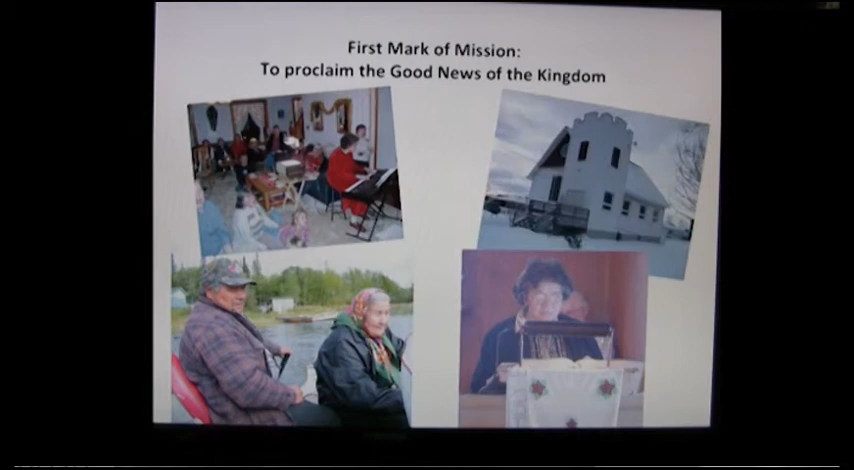 First Mark of Mission:
To proclaim the Good News of the Kingdom